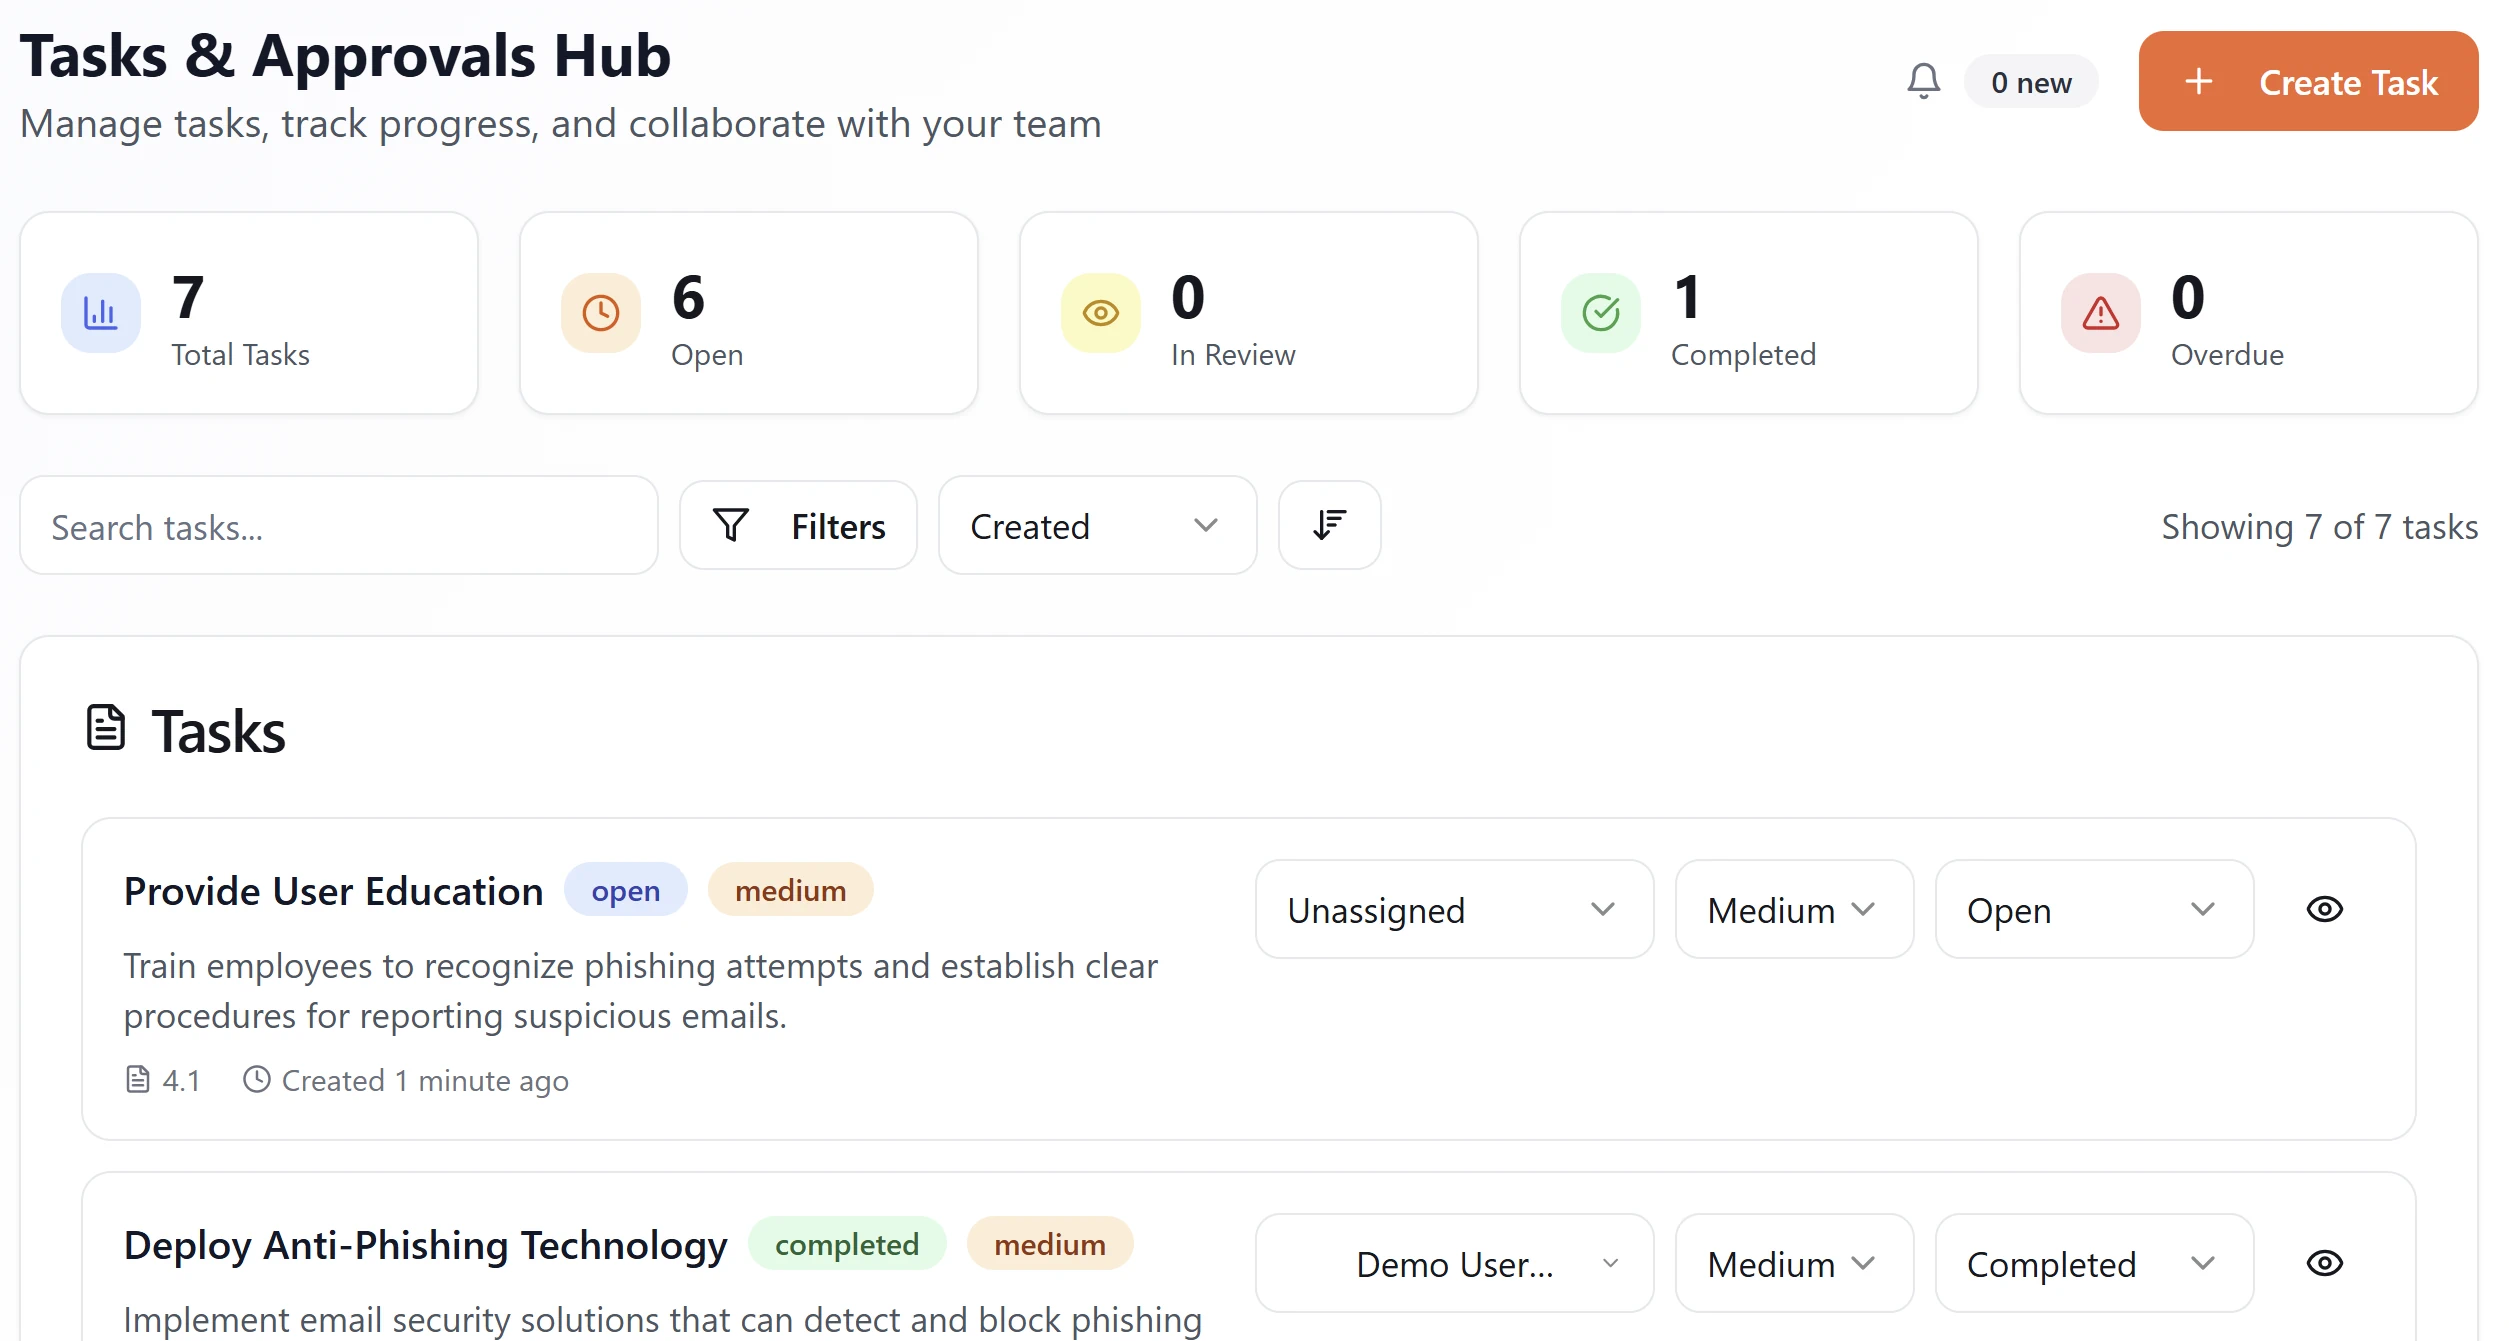 Tasks & Approvals Hub
Manage tasks, track progress, and collaborate with your team
0 new
Create Task
7
Total Tasks
6
Open
0
In Review
1
Completed
0
Overdue
Search tasks...
Filters
Created
Showing 7 of 7 tasks
Tasks
Provide User Education open medium
Unassigned
Medium
Open
Train employees to recognize phishing attempts and establish clear
procedures for reporting suspicious emails.
4.1 Created 1 minute ago
Deploy Anti-Phishing Technology completed medium
Demo User...
Medium
Completed
Implement email security solutions that can detect and block phishing